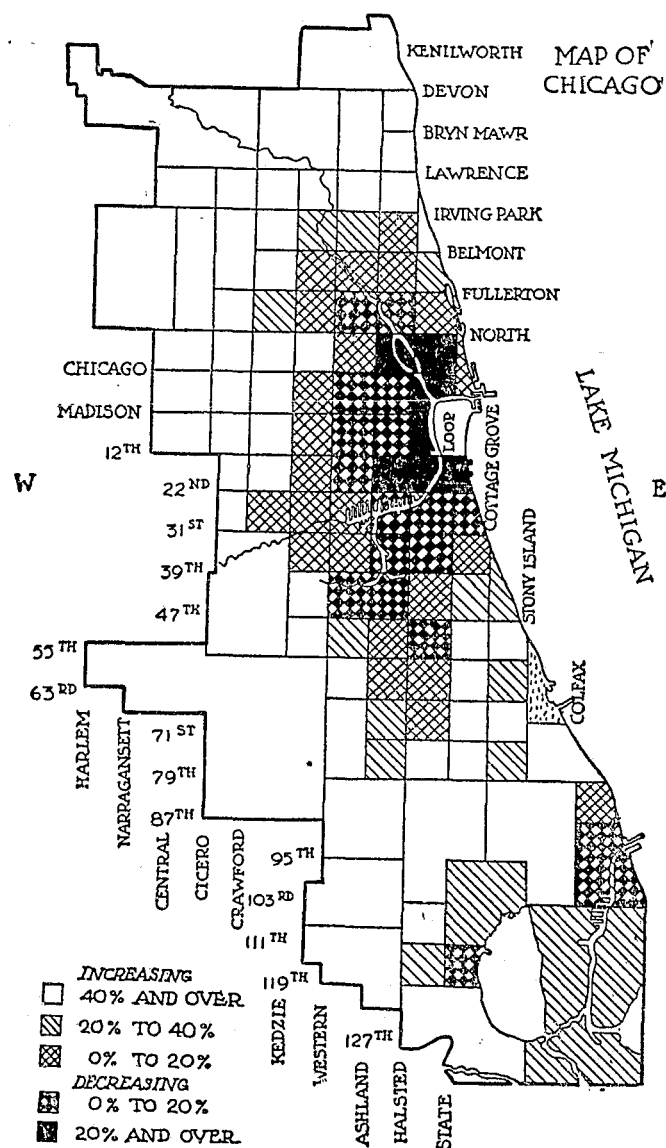 MAP OF
CHICAGO
KENILWORTH
DEVON
BRYN MAWR
LAWRENCE
IRVING PARK
BELMONT
FULLERTON
NORTH
CHICAGO
MADISON
12TH
22ND
31ST
39TH
47TH
55TH
63RD
71ST
79TH
87TH
95TH
103RD
111TH
119TH
127TH
W
E
LOOP
COTTAGE GROVE
LAKE MICHIGAN
STONY ISLAND
COLFAX
HARLEM
NARRAGANSETT
CENTRAL
CICERO
CRAWFORD
KEDZIE
WESTERN
ASHLAND
HALSTED
STATE
INCREASING
40% AND OVER
20% TO 40%
0% TO 20%
DECREASING
0% TO 20%
20% AND OVER